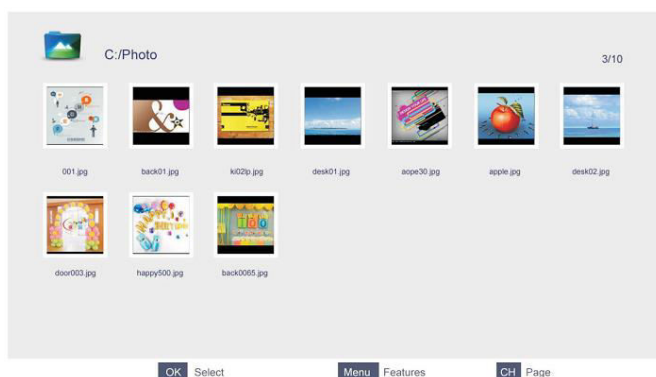 C:/Photo
3/10
001.jpg back01.jpg ki02lp.jpg desk01.jpg aope30.jpg apple.jpg desk02.jpg
door003.jpg happy500.jpg back0065.jpg
OK Select Menu Features CH Page